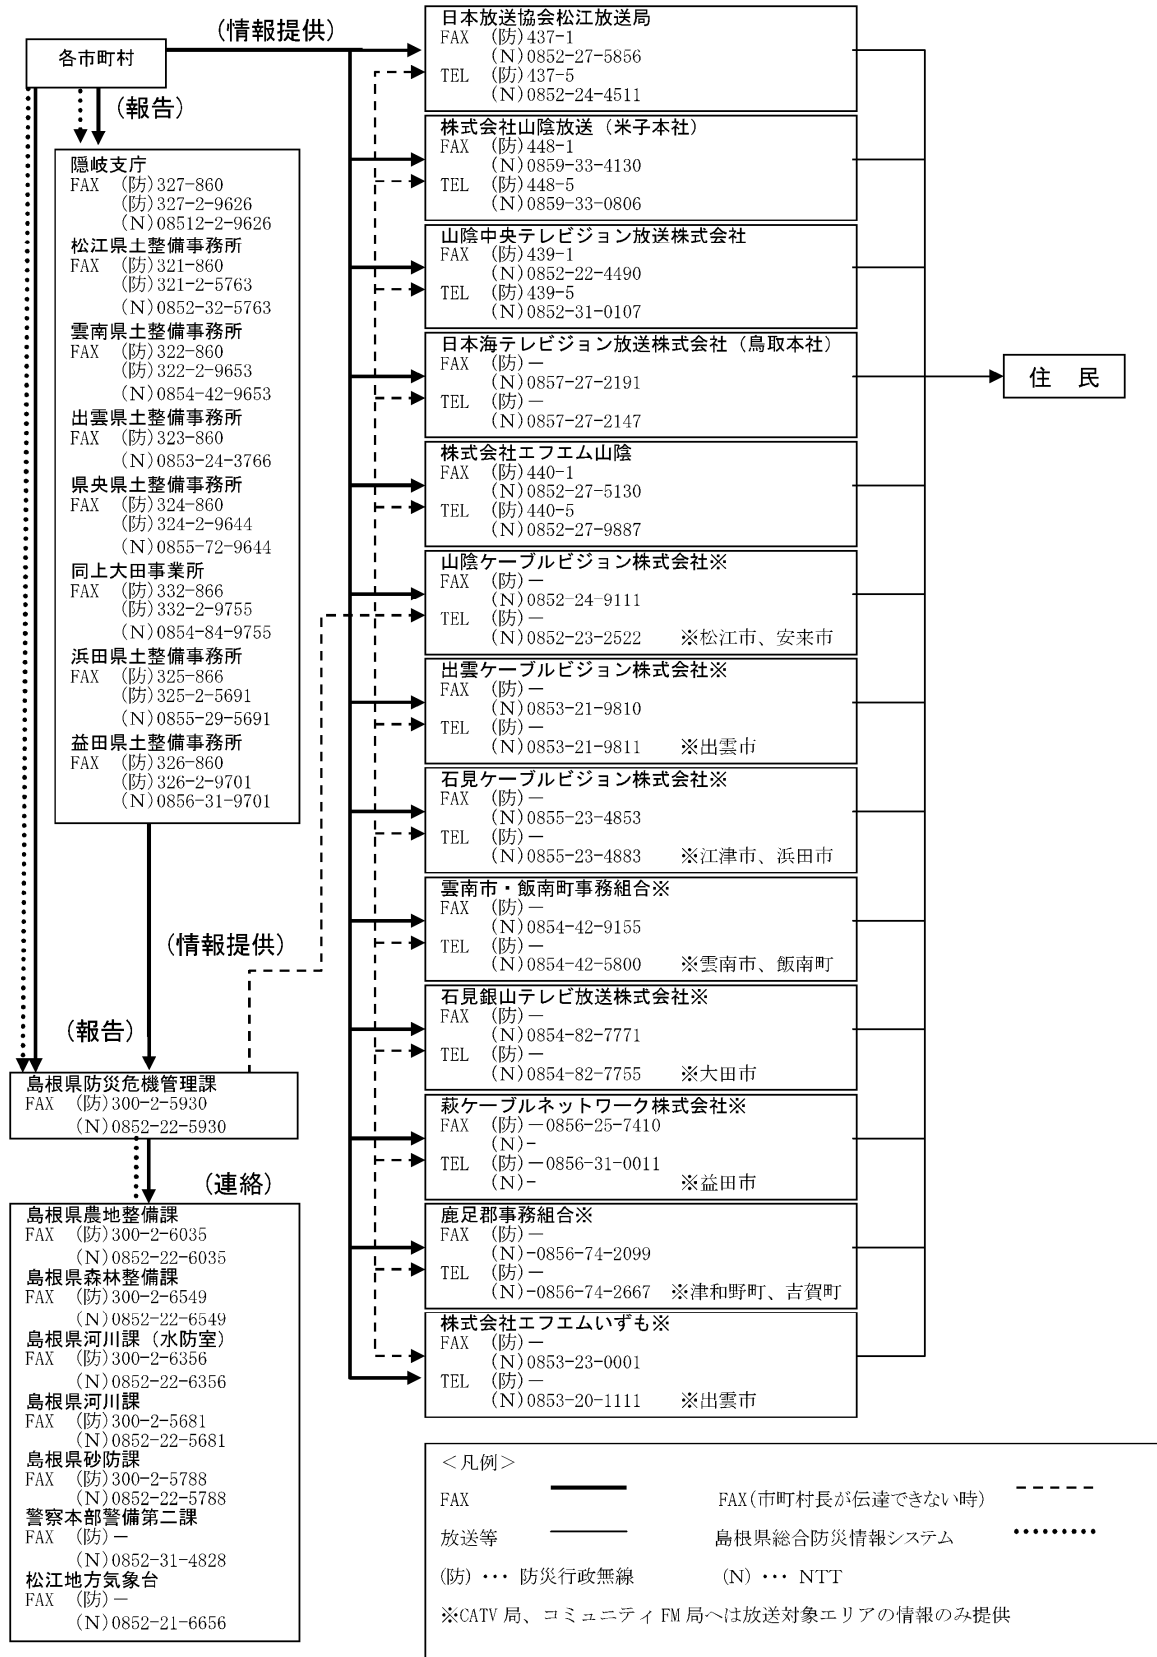 各市町村
(情報提供)
(報告)
隠岐支庁
FAX (防)327-860
(防)327-2-9626
(N)08512-2-9626
松江県土整備事務所
FAX (防)321-860
(防)321-2-5763
(N)0852-32-5763
雲南県土整備事務所
FAX (防)322-860
(防)322-2-9653
(N)0854-42-9653
出雲県土整備事務所
FAX (防)323-860
(N)0853-24-3766
県央県土整備事務所
FAX (防)324-860
(防)324-2-9644
(N)0855-72-9644
同上大田事業所
FAX (防)332-866
(防)332-2-9755
(N)0854-84-9755
浜田県土整備事務所
FAX (防)325-866
(防)325-2-5691
(N)0855-29-5691
益田県土整備事務所
FAX (防)326-860
(防)326-2-9701
(N)0856-31-9701
(情報提供)
(報告)
島根県防災危機管理課
FAX (防)300-2-5930
(N)0852-22-5930
(連絡)
島根県農地整備課
FAX (防)300-2-6035
(N)0852-22-6035
島根県森林整備課
FAX (防)300-2-6549
(N)0852-22-6549
島根県河川課(水防室)
FAX (防)300-2-6356
(N)0852-22-6356
島根県河川課
FAX (防)300-2-5681
(N)0852-22-5681
島根県砂防課
FAX (防)300-2-5788
(N)0852-22-5788
警察本部警備第二課
FAX (防)－
(N)0852-31-4828
松江地方気象台
FAX (防)－
(N)0852-21-6656
日本放送協会松江放送局
FAX (防)437-1
(N)0852-27-5856
TEL (防)437-5
(N)0852-24-4511
株式会社山陰放送(米子本社)
FAX (防)448-1
(N)0859-33-4130
TEL (防)448-5
(N)0859-33-0806
山陰中央テレビジョン放送株式会社
FAX (防)439-1
(N)0852-22-4490
TEL (防)439-5
(N)0852-31-0107
日本海テレビジョン放送株式会社(鳥取本社)
FAX (防)－
(N)0857-27-2191
TEL (防)－
(N)0857-27-2147
株式会社エフエム山陰
FAX (防)440-1
(N)0852-27-5130
TEL (防)440-5
(N)0852-27-9887
山陰ケーブルビジョン株式会社※
FAX (防)－
(N)0852-24-9111
TEL (防)－
(N)0852-23-2522 ※松江市、安来市
出雲ケーブルビジョン株式会社※
FAX (防)－
(N)0853-21-9810
TEL (防)－
(N)0853-21-9811 ※出雲市
石見ケーブルビジョン株式会社※
FAX (防)－
(N)0855-23-4853
TEL (防)－
(N)0855-23-4883 ※江津市、浜田市
雲南市・飯南町事務組合※
FAX (防)－
(N)0854-42-9155
TEL (防)－
(N)0854-42-5800 ※雲南市、飯南町
石見銀山テレビ放送株式会社※
FAX (防)－
(N)0854-82-7771
TEL (防)－
(N)0854-82-7755 ※大田市
萩ケーブルネットワーク株式会社※
FAX (防)－0856-25-7410
(N)-
TEL (防)－0856-31-0011
(N)- ※益田市
鹿足郡事務組合※
FAX (防)－
(N)-0856-74-2099
TEL (防)－
(N)-0856-74-2667 ※津和野町、吉賀町
株式会社エフエムいずも※
FAX (防)－
(N)0853-23-0001
TEL (防)－
(N)0853-20-1111 ※出雲市
住 民
＜凡例＞
FAX FAX(市町村長が伝達できない時)
放送等 島根県総合防災情報システム
(防) ･･･ 防災行政無線 (N) ･･･ NTT
※CATV 局、コミュニティ FM 局へは放送対象エリアの情報のみ提供